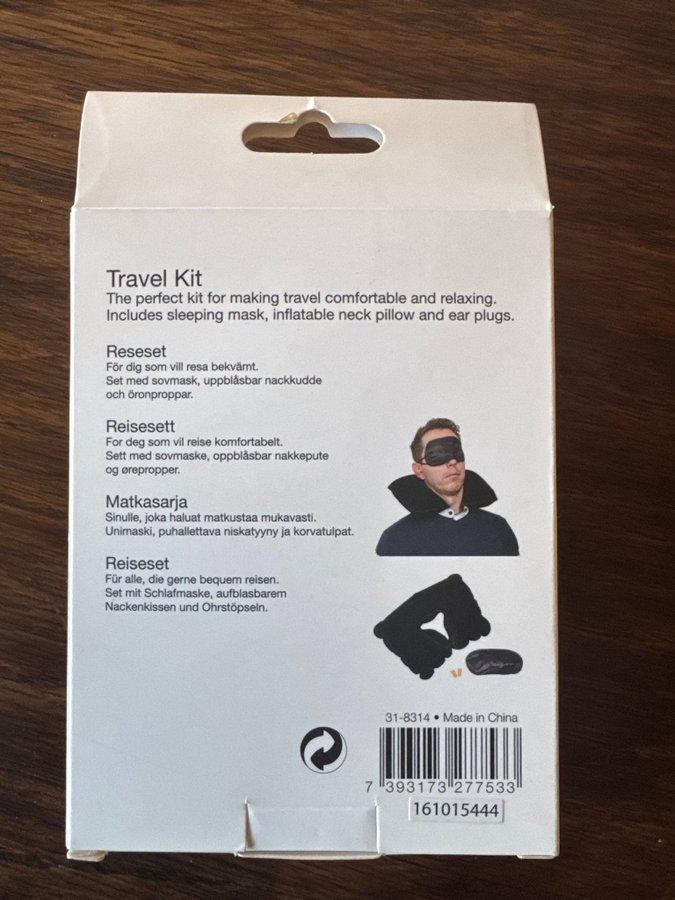 Travel Kit
The perfect kit for making travel comfortable and relaxing.
Includes sleeping mask, inflatable neck pillow and ear plugs.
Reseset
För dig som vill resa bekvämt.
Set med sovmask, uppblåsbar nackkudde
och öronproppar.
Reisesett
For deg som vil reise komfortabelt.
Sett med sovmaske, oppblåsbar nakkepute
og ørepropper.
Matkasarja
Sinulle, joka haluat matkustaa mukavasti.
Unimaski, puhallettava niskatyyny ja korvatulpat.
Reiseset
Für alle, die gerne bequem reisen.
Set mit Schlafmaske, aufblasbarem
Nackenkissen und Ohrstöpseln.
31-8314 • Made in China
7 393173 277533
161015444